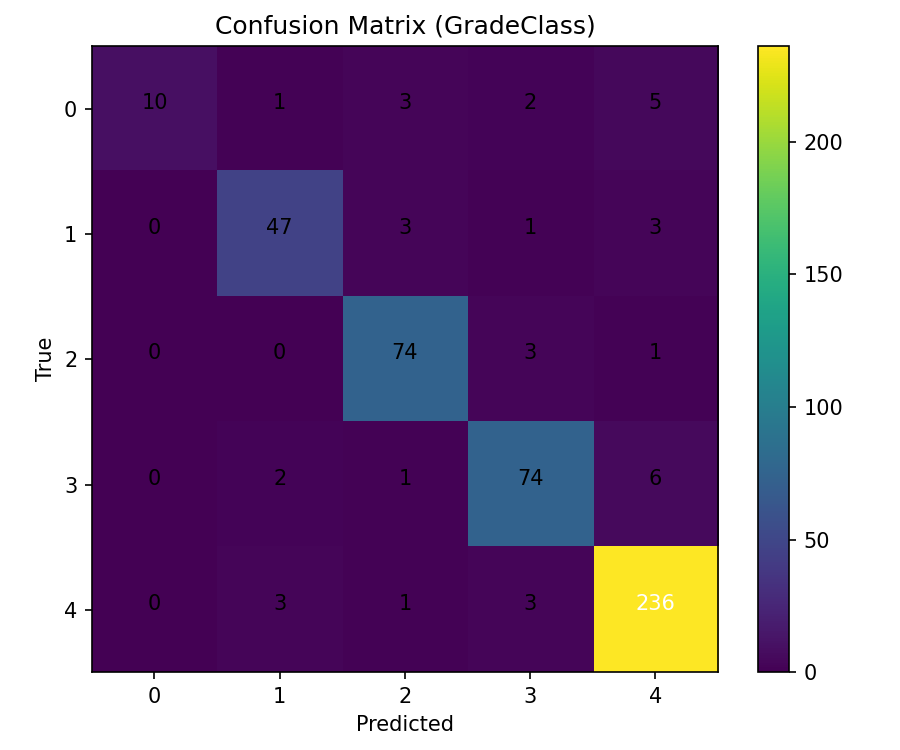 Confusion Matrix (GradeClass)
0 10 1 3 2 5
1 0 47 3 1 3
2 0 0 74 3 1
3 0 2 1 74 6
4 0 3 1 3 236
0 1 2 3 4
Predicted
True
200
150
100
50
0